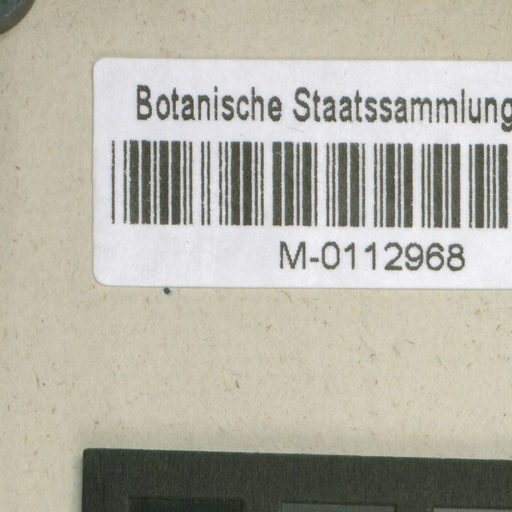 Botanische Staatssammlung
M-0112968